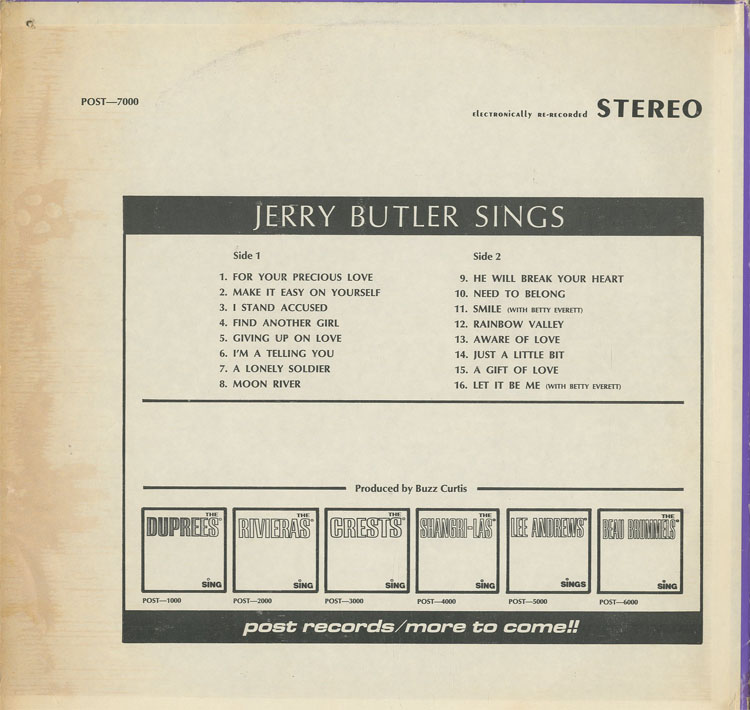 POST—7000
electronically re-recorded STEREO
JERRY BUTLER SINGS
Side 1
1. FOR YOUR PRECIOUS LOVE
2. MAKE IT EASY ON YOURSELF
3. I STAND ACCUSED
4. FIND ANOTHER GIRL
5. GIVING UP ON LOVE
6. I'M A TELLING YOU
7. A LONELY SOLDIER
8. MOON RIVER
Side 2
9. HE WILL BREAK YOUR HEART
10. NEED TO BELONG
11. SMILE (WITH BETTY EVERETT)
12. RAINBOW VALLEY
13. AWARE OF LOVE
14. JUST A LITTLE BIT
15. A GIFT OF LOVE
16. LET IT BE ME (WITH BETTY EVERETT)
Produced by Buzz Curtis
THE
DUPREES
SING
POST—1000
THE
RIVIERAS
SING
POST—2000
THE
CRESTS
SING
POST—3000
THE
SHANGRI-LAS
SING
POST—4000
LEE ANDREWS
SINGS
POST—5000
THE
BEAU BRUMMELS
SING
POST—6000
post records/more to come!!